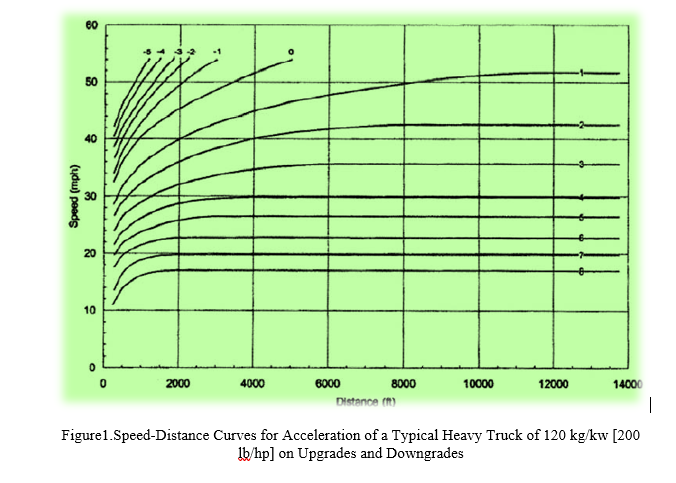 60
-5 -4 -3 -2 -1 0
50
1
40
2
3
Speed (mph)
30
4
5
6
20
7
8
10
0
0 2000 4000 6000 8000 10000 12000 14000
Distance (ft)
Figure1.Speed-Distance Curves for Acceleration of a Typical Heavy Truck of 120 kg/kw [200
lb/hp] on Upgrades and Downgrades